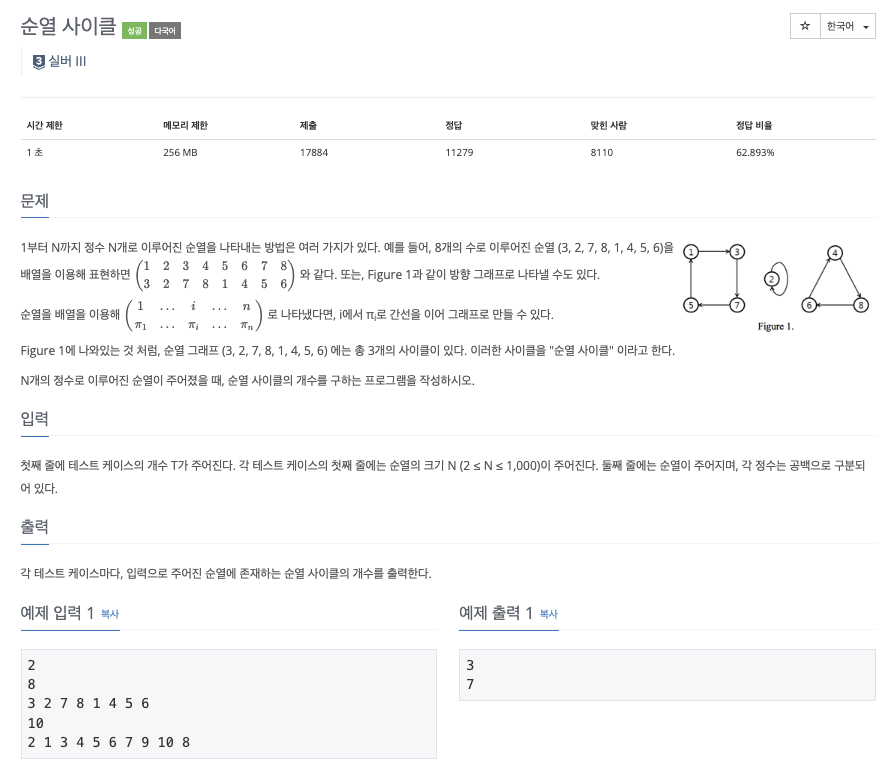 순열 사이클 성공 다국어
☆ 한국어
3 실버 III
시간 제한 메모리 제한 제출 정답 맞힌 사람 정답 비율
1 초 256 MB 17884 11279 8110 62.893%
문제
1부터 N까지 정수 N개로 이루어진 순열을 나타내는 방법은 여러 가지가 있다. 예를 들어, 8개의 수로 이루어진 순열 (3, 2, 7, 8, 1, 4, 5, 6)을
배열을 이용해 표현하면 (1 2 3 4 5 6 7 8
3 2 7 8 1 4 5 6) 와 같다. 또는, Figure 1과 같이 방향 그래프로 나타낼 수도 있다.
순열을 배열을 이용해 (1 … i … n
π1 … πi … πn) 로 나타냈다면, i에서 πi로 간선을 이어 그래프로 만들 수 있다.
Figure 1에 나와있는 것 처럼, 순열 그래프 (3, 2, 7, 8, 1, 4, 5, 6) 에는 총 3개의 사이클이 있다. 이러한 사이클을 "순열 사이클" 이라고 한다.
N개의 정수로 이루어진 순열이 주어졌을 때, 순열 사이클의 개수를 구하는 프로그램을 작성하시오.
1 3 4
2
5 7 6 8
Figure 1.
입력
첫째 줄에 테스트 케이스의 개수 T가 주어진다. 각 테스트 케이스의 첫째 줄에는 순열의 크기 N (2 ≤ N ≤ 1,000)이 주어진다. 둘째 줄에는 순열이 주어지며, 각 정수는 공백으로 구분되
어 있다.
출력
각 테스트 케이스마다, 입력으로 주어진 순열에 존재하는 순열 사이클의 개수를 출력한다.
예제 입력 1 복사
2
8
3 2 7 8 1 4 5 6
10
2 1 3 4 5 6 7 9 10 8
예제 출력 1 복사
3
7